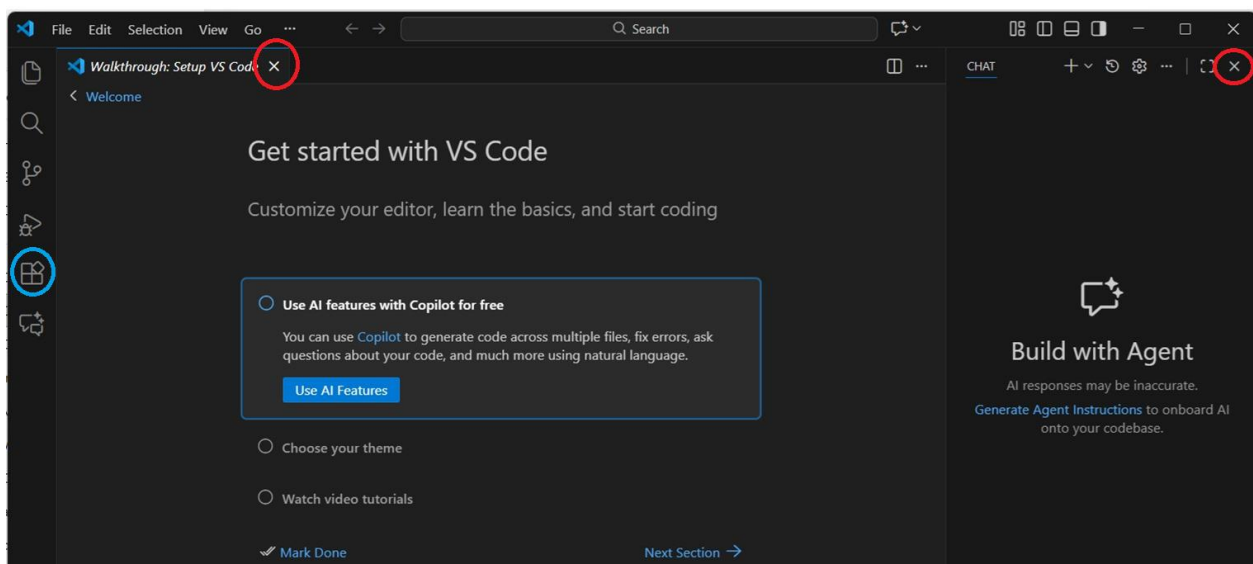 File Edit Selection View Go ... Search
Walkthrough: Setup VS Code
CHAT
Welcome
Get started with VS Code
Customize your editor, learn the basics, and start coding
Use AI features with Copilot for free
You can use Copilot to generate code across multiple files, fix errors, ask
questions about your code, and much more using natural language.
Use AI Features
Choose your theme
Watch video tutorials
Mark Done
Next Section
Build with Agent
AI responses may be inaccurate.
Generate Agent Instructions to onboard AI
onto your codebase.